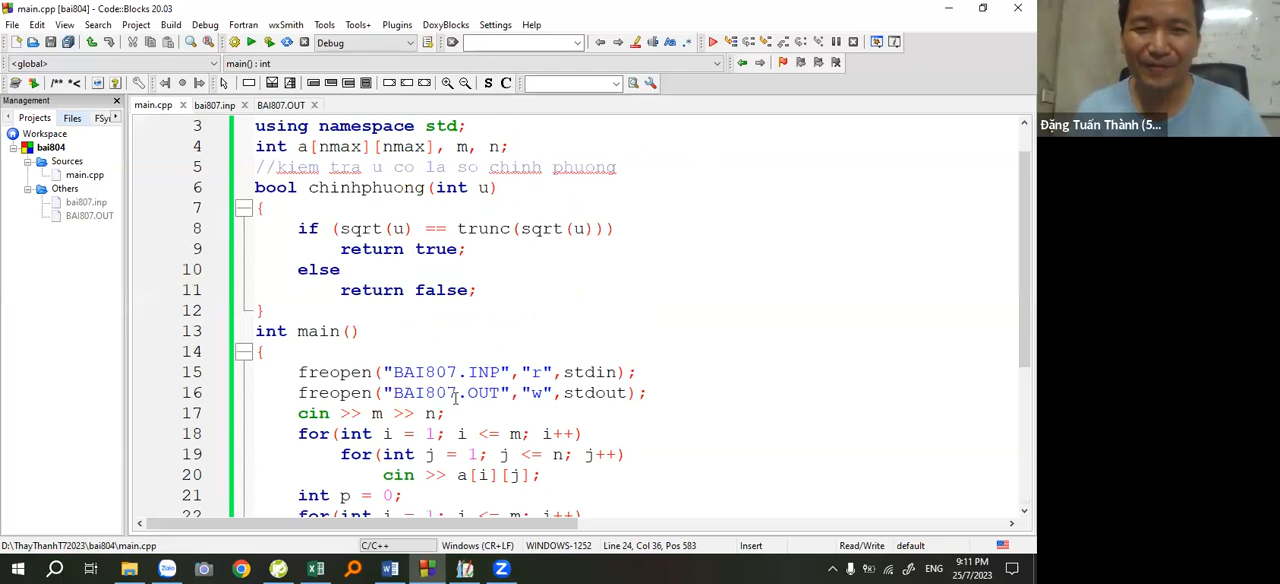 main.cpp [bai804] - Code::Blocks 20.03
File Edit View Search Project Build Debug Fortran wxSmith Tools Tools+ Plugins DoxyBlocks Settings Help
Debug
<global>
main() : int
/** *<
S C
Management
Projects Files FSy
main.cpp bai807.inp BAI807.OUT
Workspace
bai804
Sources
main.cpp
Others
bai807.inp
BAI807.OUT
3 using namespace std;
4 int a[nmax][nmax], m, n;
5 //kiem tra u co la so chinh phuong
6 bool chinhphuong(int u)
7 {
8 if (sqrt(u) == trunc(sqrt(u)))
9 return true;
10 else
11 return false;
12 }
13 int main()
14 {
15 freopen("BAI807.INP","r",stdin);
16 freopen("BAI807.OUT","w",stdout);
17 cin >> m >> n;
18 for(int i = 1; i <= m; i++)
19 for(int j = 1; j <= n; j++)
20 cin >> a[i][j];
21 int p = 0;
22 for(int i = 1; i <= m; i++)
D:\ThayThanhT72023\bai804\main.cpp C/C++ Windows (CR+LF) WINDOWS-1252 Line 24, Col 36, Pos 583 Insert Read/Write default
Zalo
ENG
9:11 PM
25/7/2023
Đặng Tuấn Thành (5...